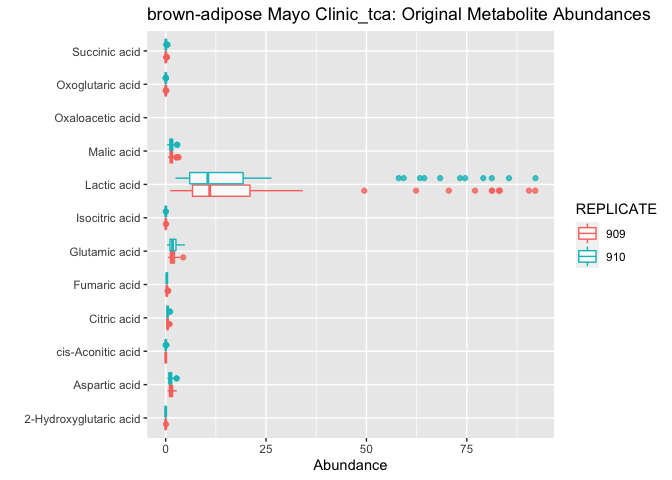 brown-adipose Mayo Clinic_tca: Original Metabolite Abundances
Succinic acid
Oxoglutaric acid
Oxaloacetic acid
Malic acid
Lactic acid
Isocitric acid
Glutamic acid
Fumaric acid
Citric acid
cis-Aconitic acid
Aspartic acid
2-Hydroxyglutaric acid
0
25
50
75
Abundance
REPLICATE
909
910